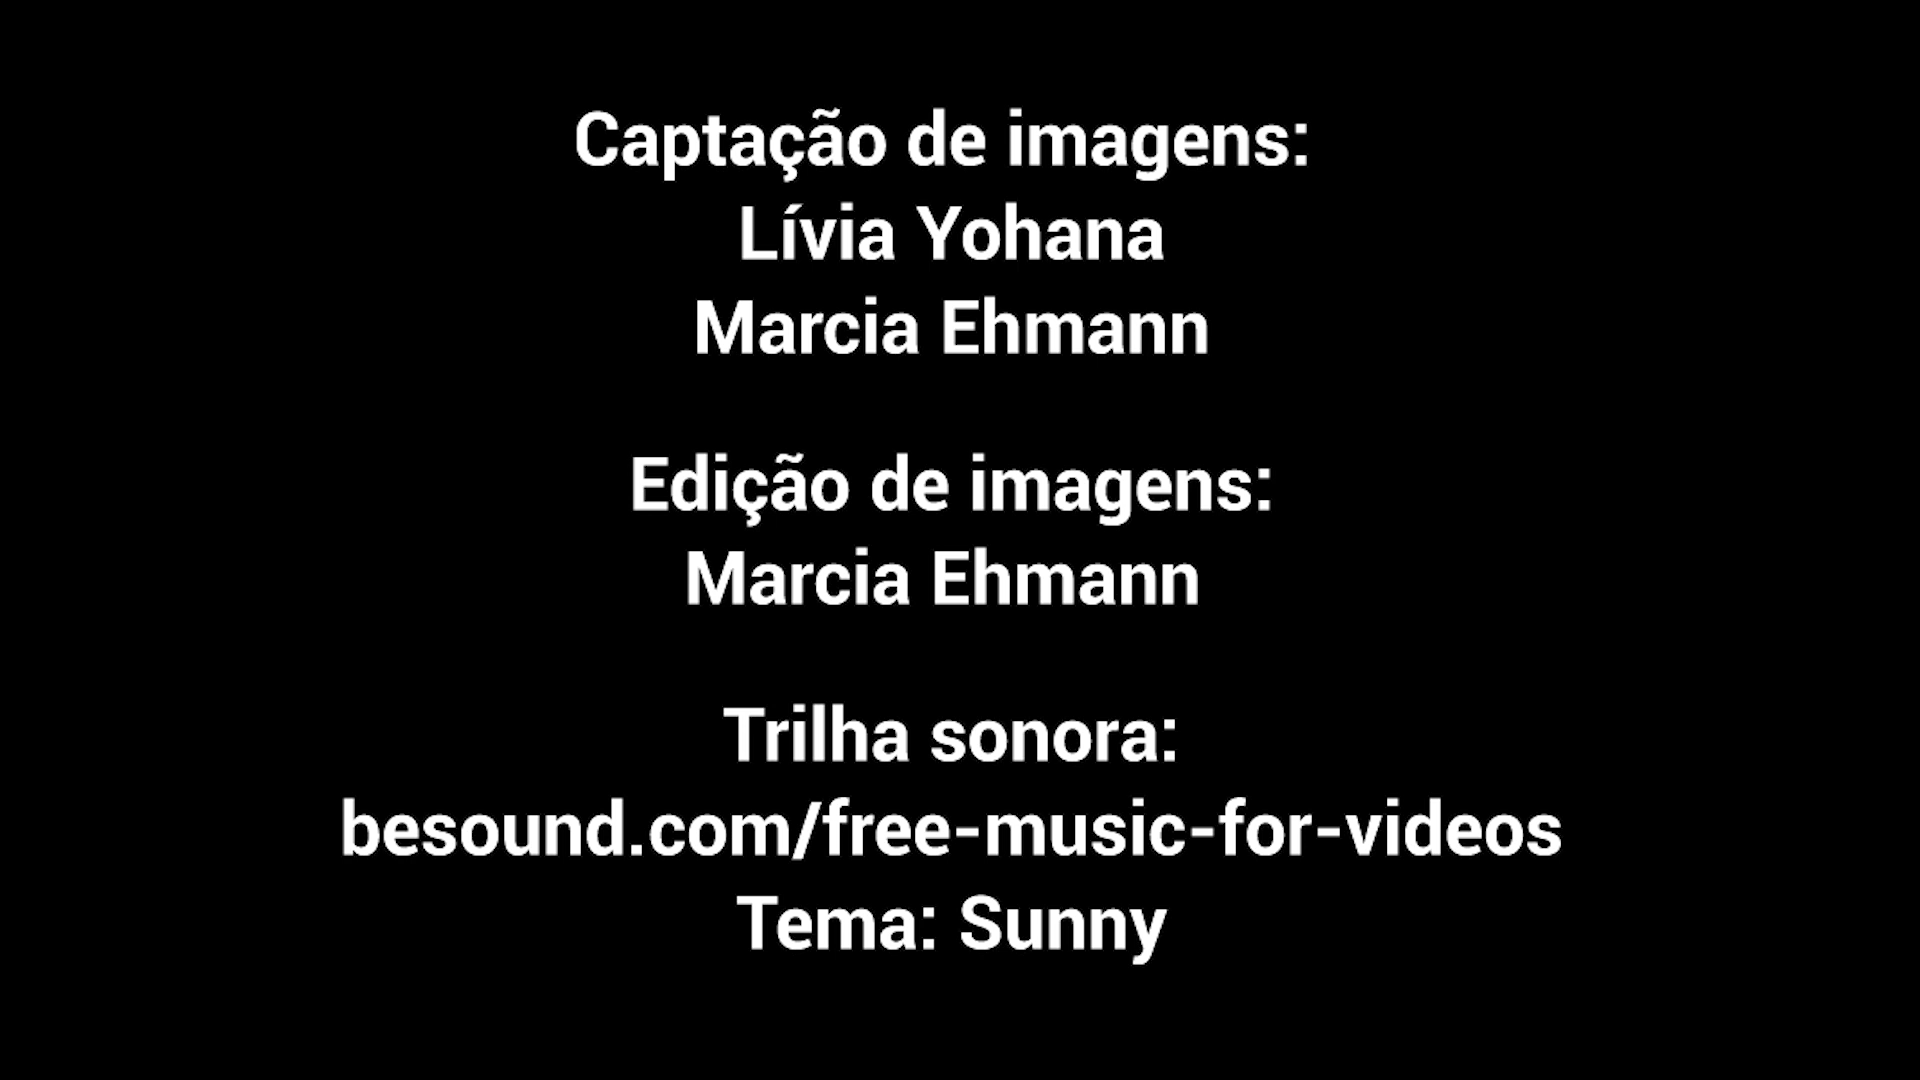 Captação de imagens:
Lívia Yohana
Marcia Ehmann
Edição de imagens:
Marcia Ehmann
Trilha sonora:
besound.com/free-music-for-videos
Tema: Sunny